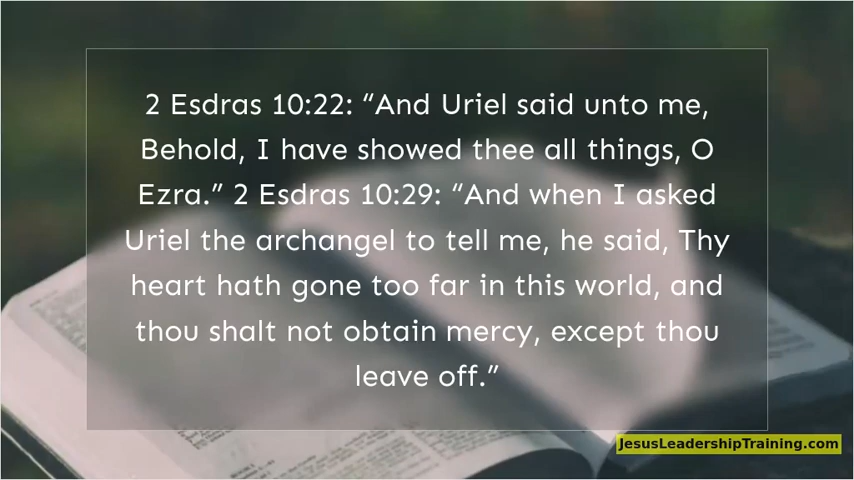 2 Esdras 10:22: “And Uriel said unto me,
Behold, I have showed thee all things, O
Ezra.” 2 Esdras 10:29: “And when I asked
Uriel the archangel to tell me, he said, Thy
heart hath gone too far in this world, and
thou shalt not obtain mercy, except thou
leave off.”
JesusLeadershipTraining.com